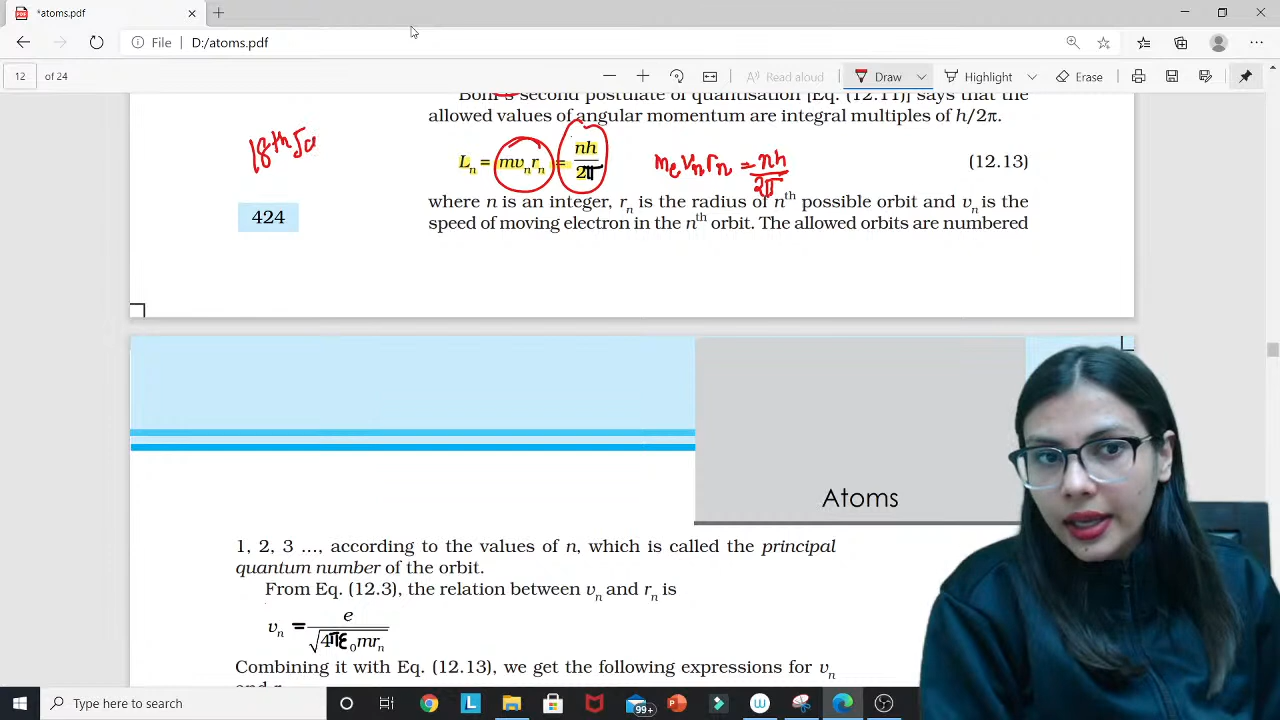 *atoms.pdf
File D:/atoms.pdf
12 of 24 Read aloud Draw Highlight Erase
Bohr's second postulate of quantisation [Eq. (12.11)] says that the
allowed values of angular momentum are integral multiples of h/2π.
18th
Lₙ = mvₙrₙ = nh/2π mₑvₙrₙ = nh/2π (12.13)
where n is an integer, rₙ is the radius of nᵗʰ possible orbit and vₙ is the
424
speed of moving electron in the nᵗʰ orbit. The allowed orbits are numbered
Atoms
1, 2, 3 ..., according to the values of n, which is called the principal
quantum number of the orbit.
From Eq. (12.3), the relation between vₙ and rₙ is
vₙ = e/√4πε₀mrₙ
Combining it with Eq. (12.13), we get the following expressions for vₙ
Type here to search
99+